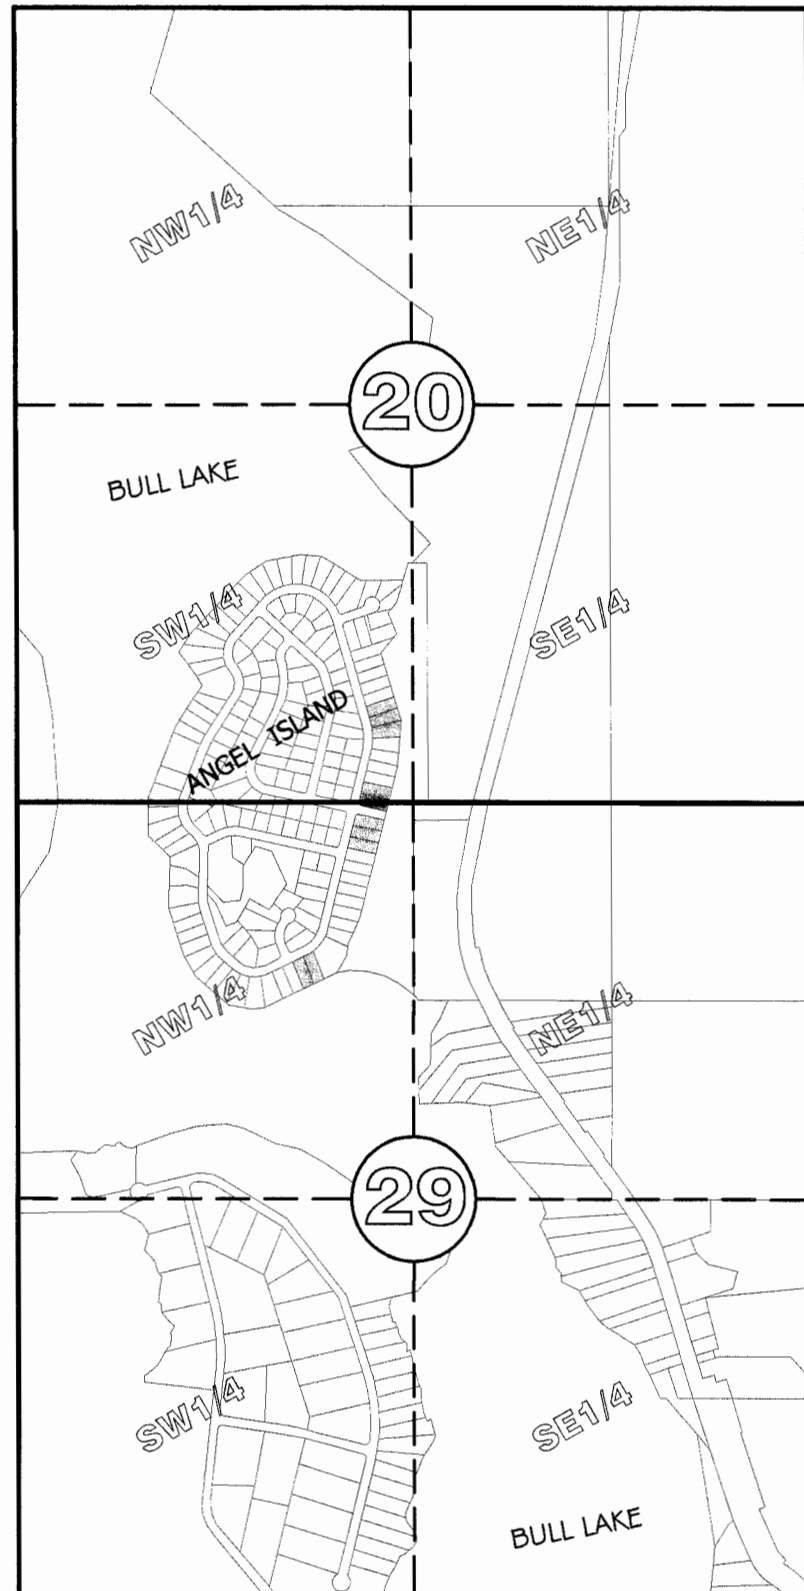 NW1/4
NE1/4
20
BULL LAKE
SW1/4
SE1/4
ANGEL ISLAND
NW1/4
NE1/4
29
SW1/4
SE1/4
BULL LAKE